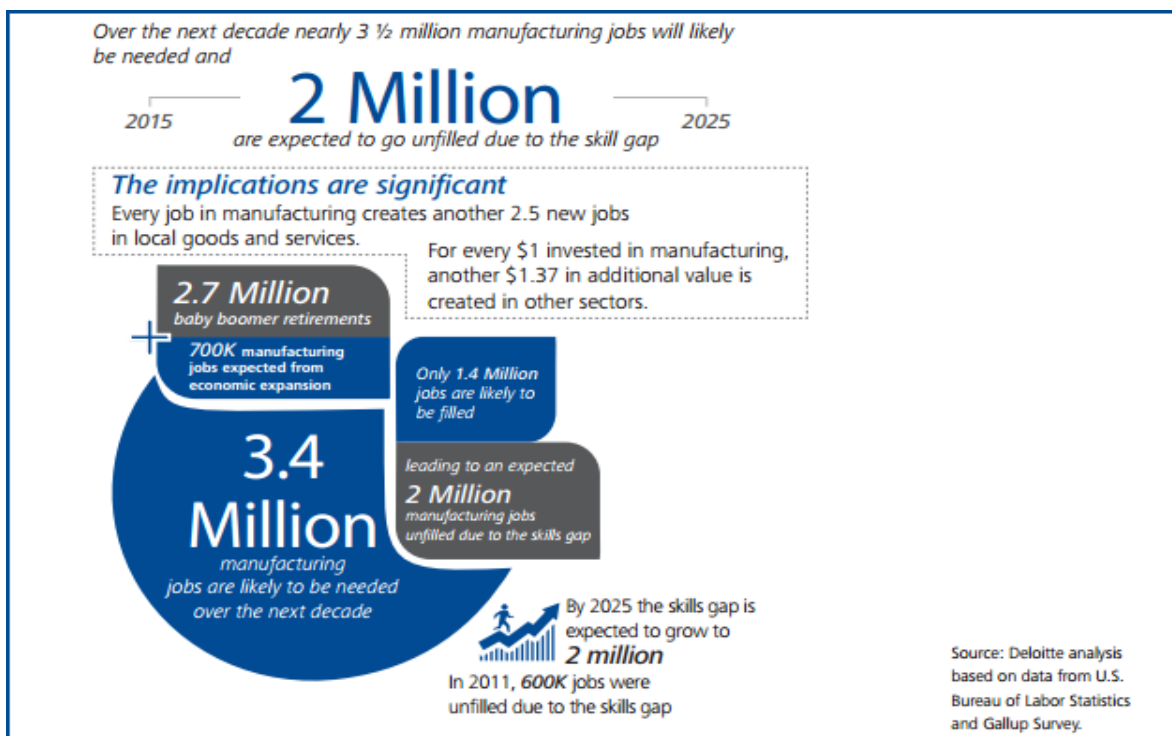 Over the next decade nearly 3 ½ million manufacturing jobs will likely
be needed and
2 Million
2015
2025
are expected to go unfilled due to the skill gap
The implications are significant
Every job in manufacturing creates another 2.5 new jobs
in local goods and services.
For every $1 invested in manufacturing,
another $1.37 in additional value is
created in other sectors.
2.7 Million
baby boomer retirements
700K manufacturing
jobs expected from
economic expansion
Only 1.4 Million
jobs are likely to
be filled
3.4
Million
manufacturing
jobs are likely to be needed
over the next decade
leading to an expected
2 Million
manufacturing jobs
unfilled due to the skills gap
By 2025 the skills gap is
expected to grow to
2 million
In 2011, 600K jobs were
unfilled due to the skills gap
Source: Deloitte analysis
based on data from U.S.
Bureau of Labor Statistics
and Gallup Survey.